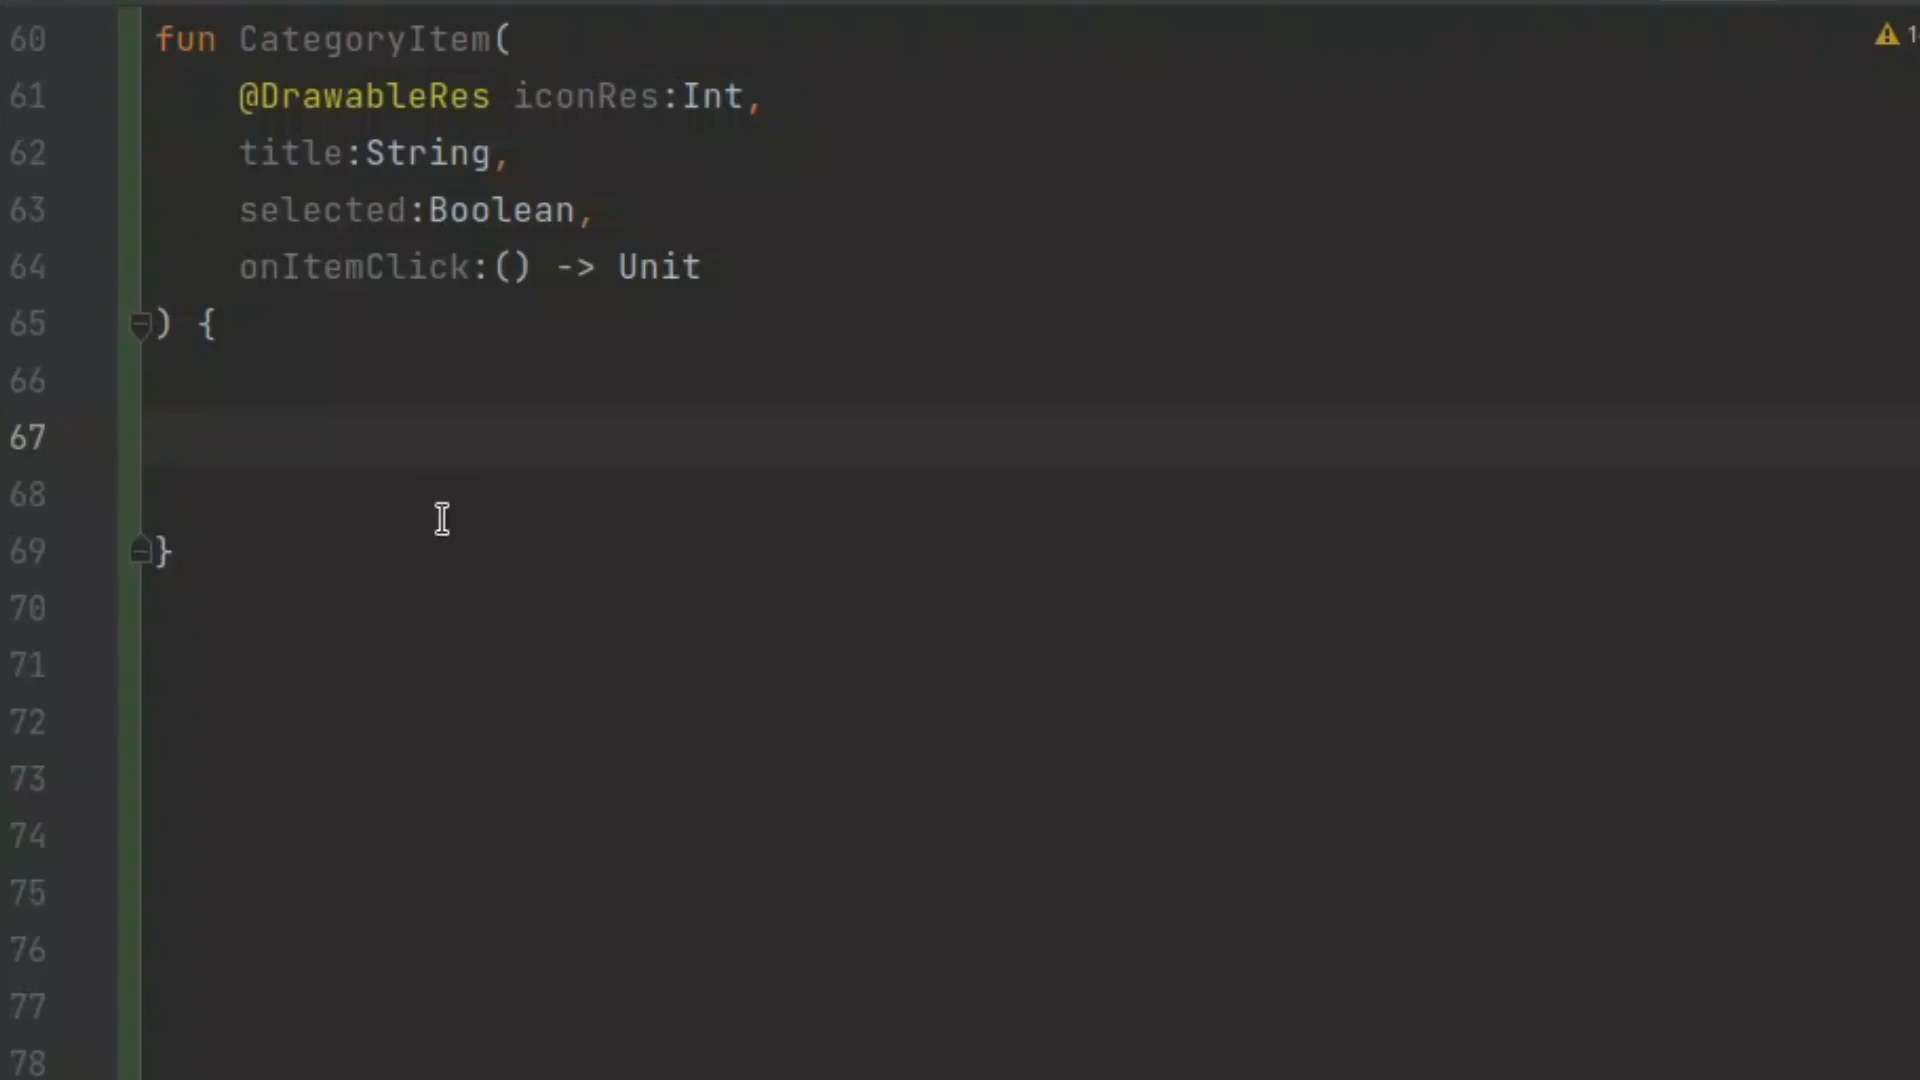 60 fun CategoryItem(
61 @DrawableRes iconRes:Int,
62 title:String,
63 selected:Boolean,
64 onItemClick:() -> Unit
65 ) {
66
67
68
69 }
70
71
72
73
74
75
76
77
78